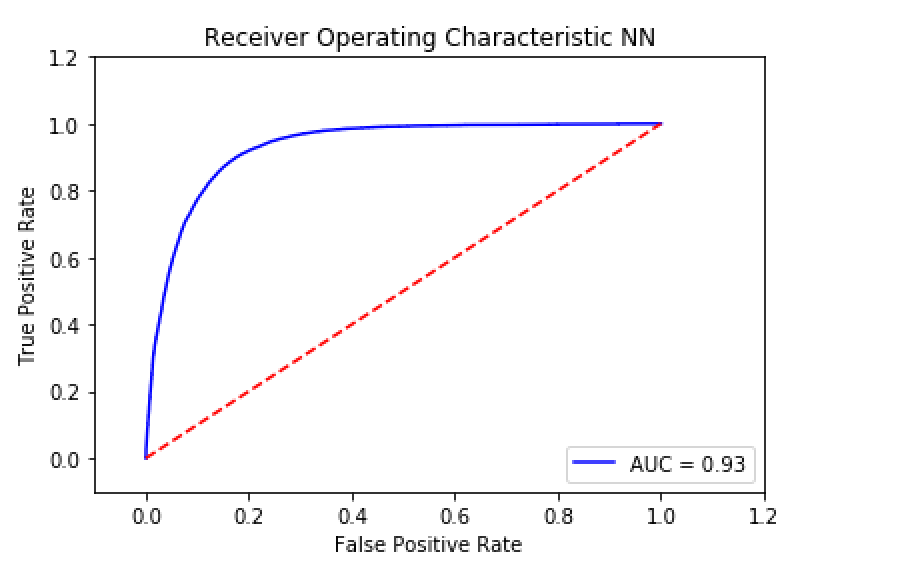 Receiver Operating Characteristic NN
1.2
1.0
0.8
0.6
0.4
0.2
0.0
True Positive Rate
AUC = 0.93
0.0 0.2 0.4 0.6 0.8 1.0 1.2
False Positive Rate